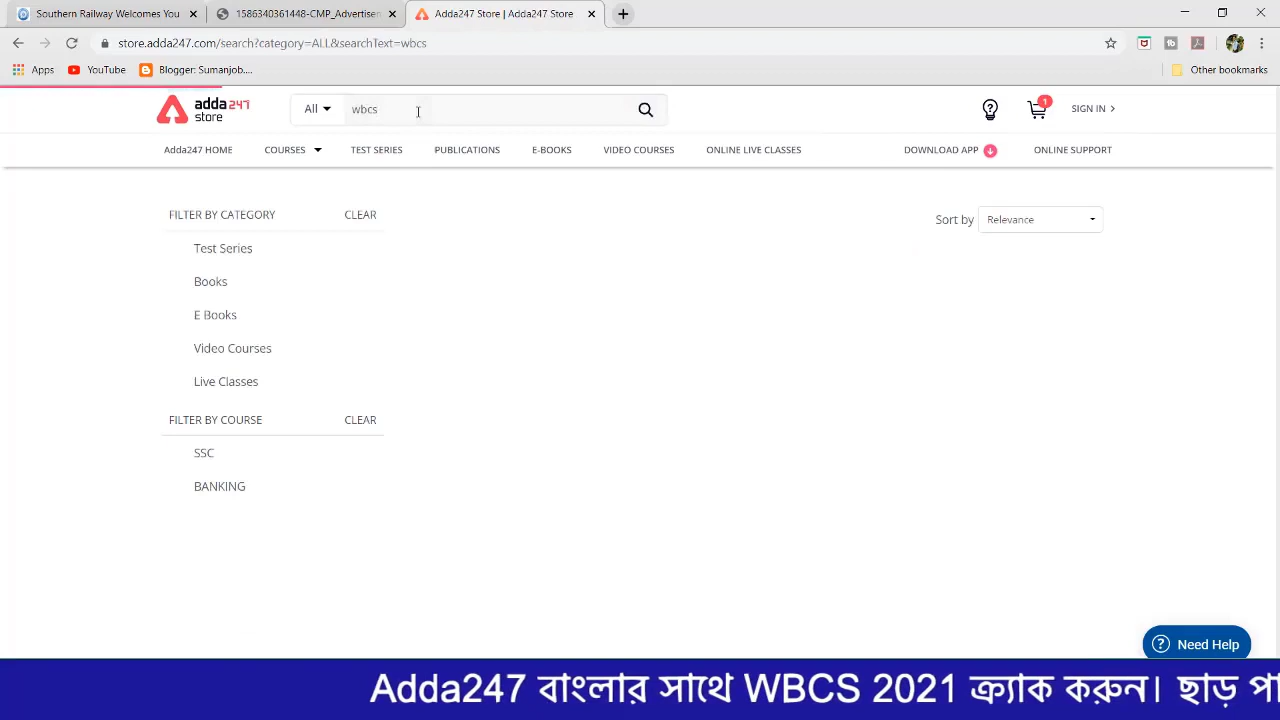 Southern Railway Welcomes You
1586340361448-CMP_Advertisen
Adda247 Store | Adda247 Store
store.adda247.com/search?category=ALL&searchText=wbcs
Apps
YouTube
Blogger: Sumanjob....
Other bookmarks
adda247
store
All
wbcs
1
SIGN IN
Adda247 HOME
COURSES
TEST SERIES
PUBLICATIONS
E-BOOKS
VIDEO COURSES
ONLINE LIVE CLASSES
DOWNLOAD APP
ONLINE SUPPORT
FILTER BY CATEGORY
CLEAR
Sort by
Relevance
Test Series
Books
E Books
Video Courses
Live Classes
FILTER BY COURSE
CLEAR
SSC
BANKING
Need Help
Adda247 বাংলার সাথে WBCS 2021 ক্র্যাক করুন। ছাড় পা